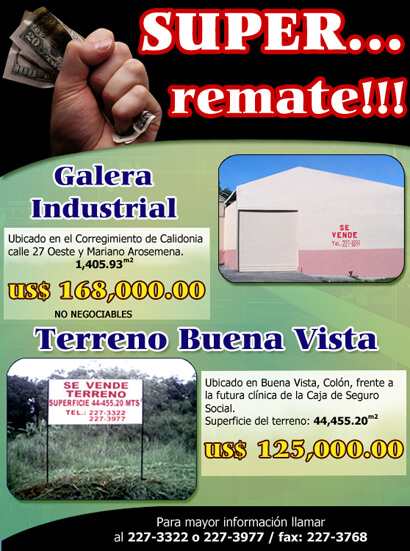 SUPER...
remate!!!
Galera
Industrial
Ubicado en el Corregimiento de Calidonia
calle 27 Oeste y Mariano Arosemena.
1,405.93m2
us$ 168,000.00
NO NEGOCIABLES
SE
VENDE
Terreno Buena Vista
SE VENDE
TERRENO
SUPERFICIE 44-455.20 MTS
TEL.: 227-3322
227-3977
Ubicado en Buena Vista, Colón, frente a
la futura clínica de la Caja de Seguro
Social.
Superficie del terreno: 44,455.20m2
us$ 125,000.00
Para mayor información llamar
al 227-3322 o 227-3977 / fax: 227-3768